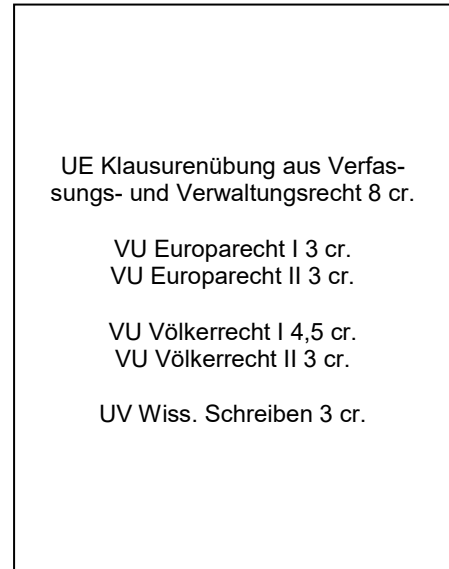 UE Klausurenübung aus Verfas-
sungs- und Verwaltungsrecht 8 cr.
VU Europarecht I 3 cr.
VU Europarecht II 3 cr.
VU Völkerrecht I 4,5 cr.
VU Völkerrecht II 3 cr.
UV Wiss. Schreiben 3 cr.